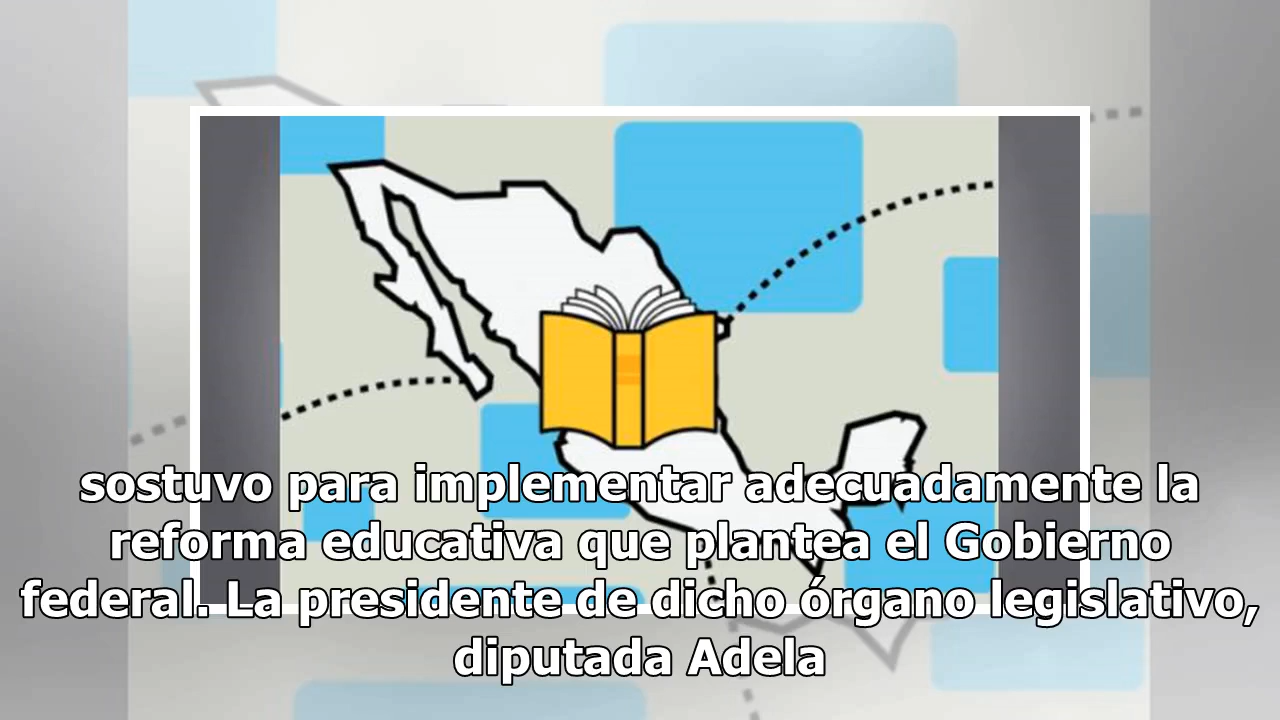 sostuvo para implementar adecuadamente la
reforma educativa que plantea el Gobierno
federal. La presidente de dicho órgano legislativo,
diputada Adela